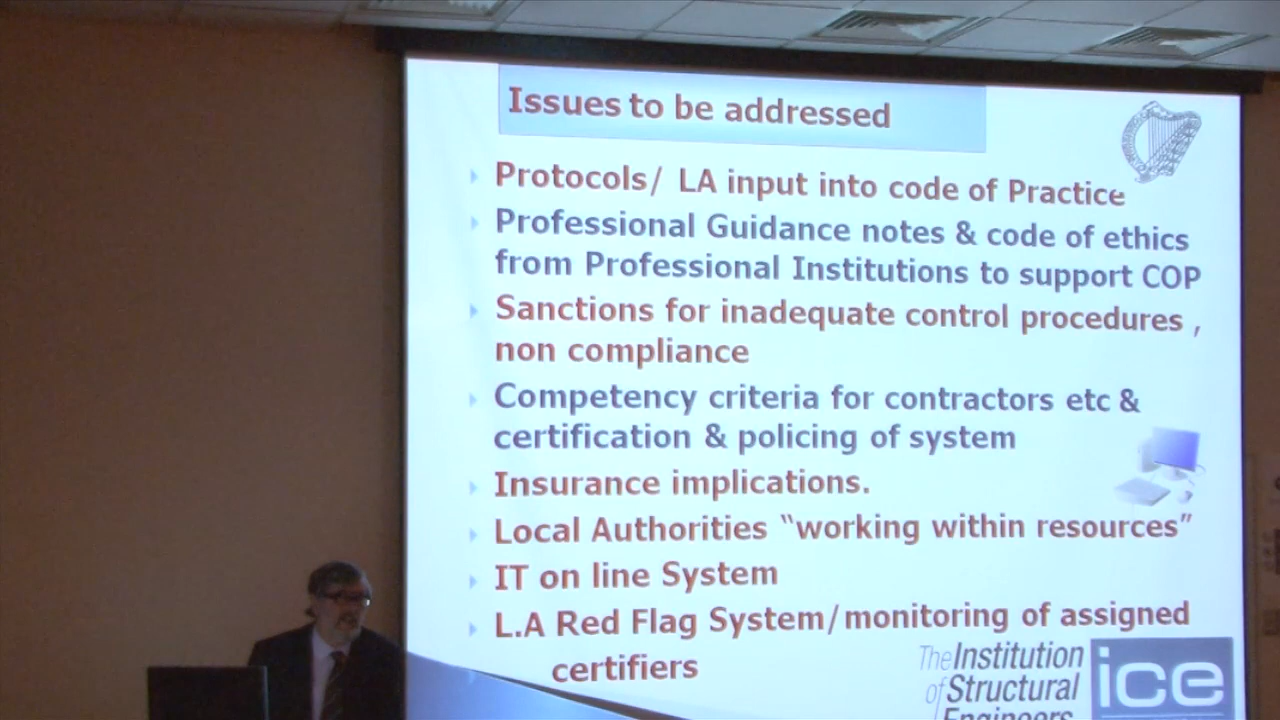 Issues to be addressed
Protocols/ LA input into code of Practice
Professional Guidance notes & code of ethics
from Professional Institutions to support COP
Sanctions for inadequate control procedures ,
non compliance
Competency criteria for contractors etc &
certification & policing of system
Insurance implications.
Local Authorities “working within resources”
IT on line System
L.A Red Flag System/monitoring of assigned
certifiers
The Institution
of Structural
Engineers
ice